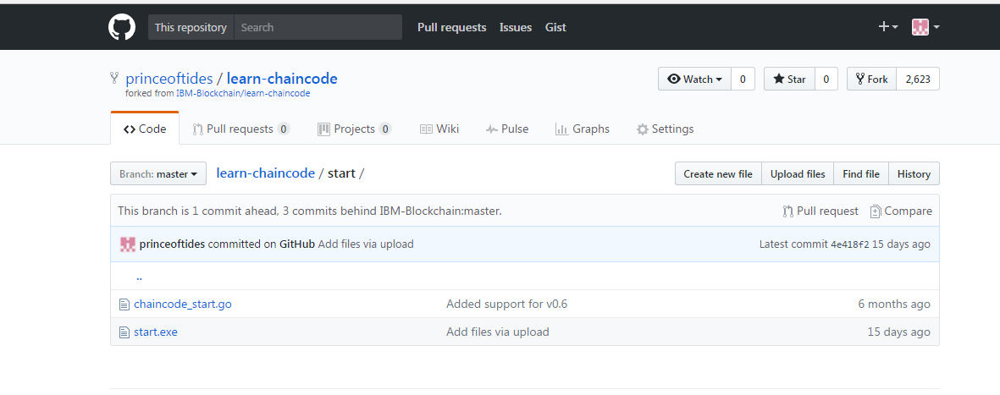 This repository Search Pull requests Issues Gist
princeoftides / learn-chaincode Watch 0 Star 0 Fork 2,623
forked from IBM-Blockchain/learn-chaincode
Code Pull requests 0 Projects 0 Wiki Pulse Graphs Settings
Branch: master learn-chaincode / start / Create new file Upload files Find file History
This branch is 1 commit ahead, 3 commits behind IBM-Blockchain:master. Pull request Compare
princeoftides committed on GitHub Add files via upload Latest commit 4e418f2 15 days ago
..
chaincode_start.go Added support for v0.6 6 months ago
start.exe Add files via upload 15 days ago